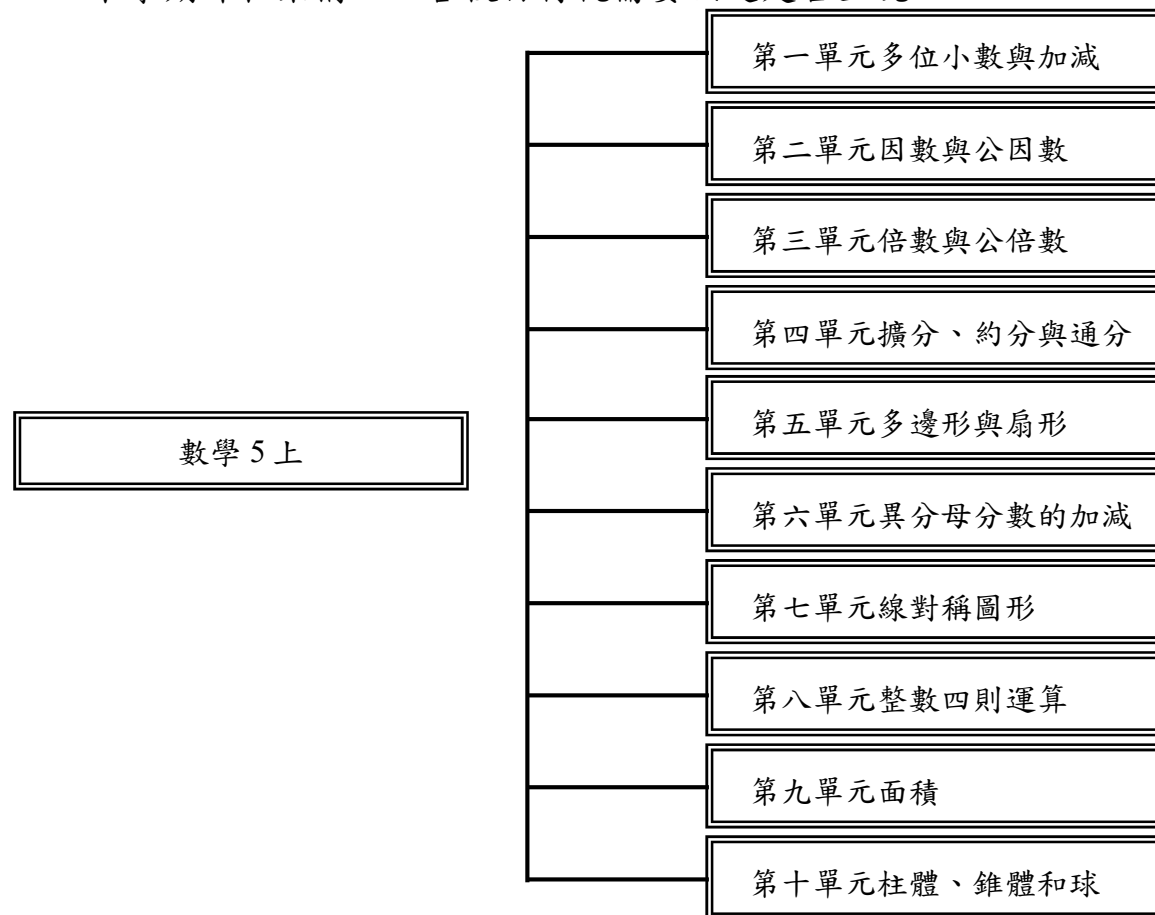 第一單元多位小數與加減
第二單元因數與公因數
第三單元倍數與公倍數
第四單元擴分、約分與通分
第五單元多邊形與扇形
數學 5 上
第六單元異分母分數的加減
第七單元線對稱圖形
第八單元整數四則運算
第九單元面積
第十單元柱體、錐體和球